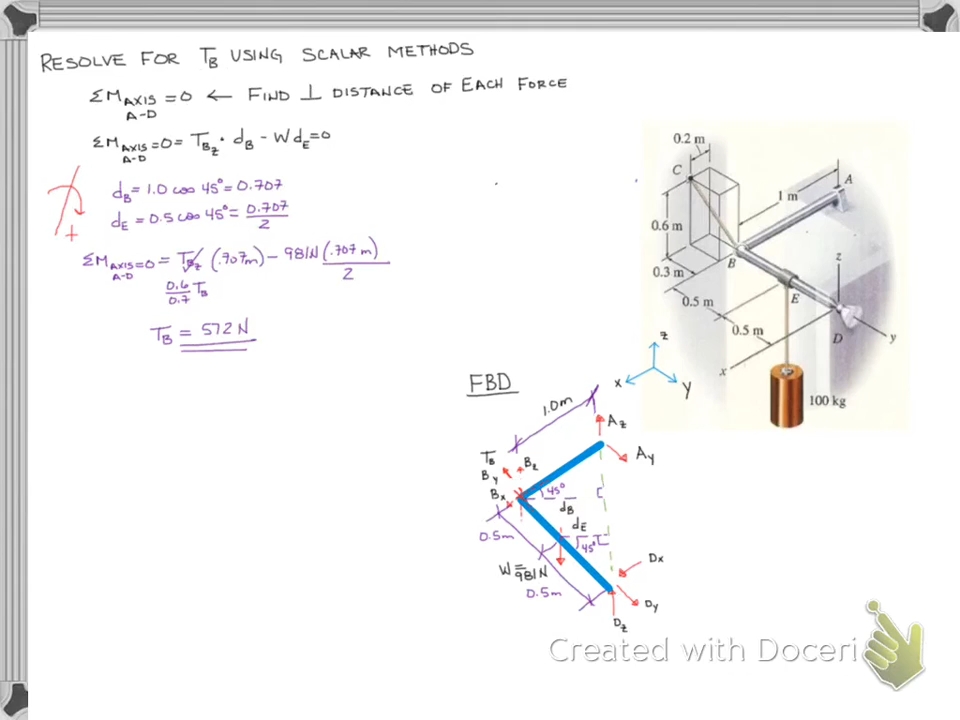 RESOLVE FOR T_B USING SCALAR METHODS
ΣM_AXIS A-D = 0 ← FIND ⊥ DISTANCE OF EACH FORCE
ΣM_AXIS A-D = 0 = T_Bz · d_B - W d_E = 0
d_B = 1.0 cos 45° = 0.707
d_E = 0.5 cos 45° = 0.707/2
+
ΣM_AXIS A-D = 0 = T_Bz (.707m) - 981N (.707m)/2
0.6/0.7 T_B
T_B = 572 N
0.2 m
C
A
1 m
0.6 m
B
z
0.3 m
E
0.5 m
0.5 m
D
y
x
100 kg
z
x
y
FBD
1.0m
A_z
A_y
T_B
B_z
B_y
B_x
45°
d_B
d_E
0.5m
45°
W=981N
0.5m
D_x
D_y
D_z
Created with Doceri